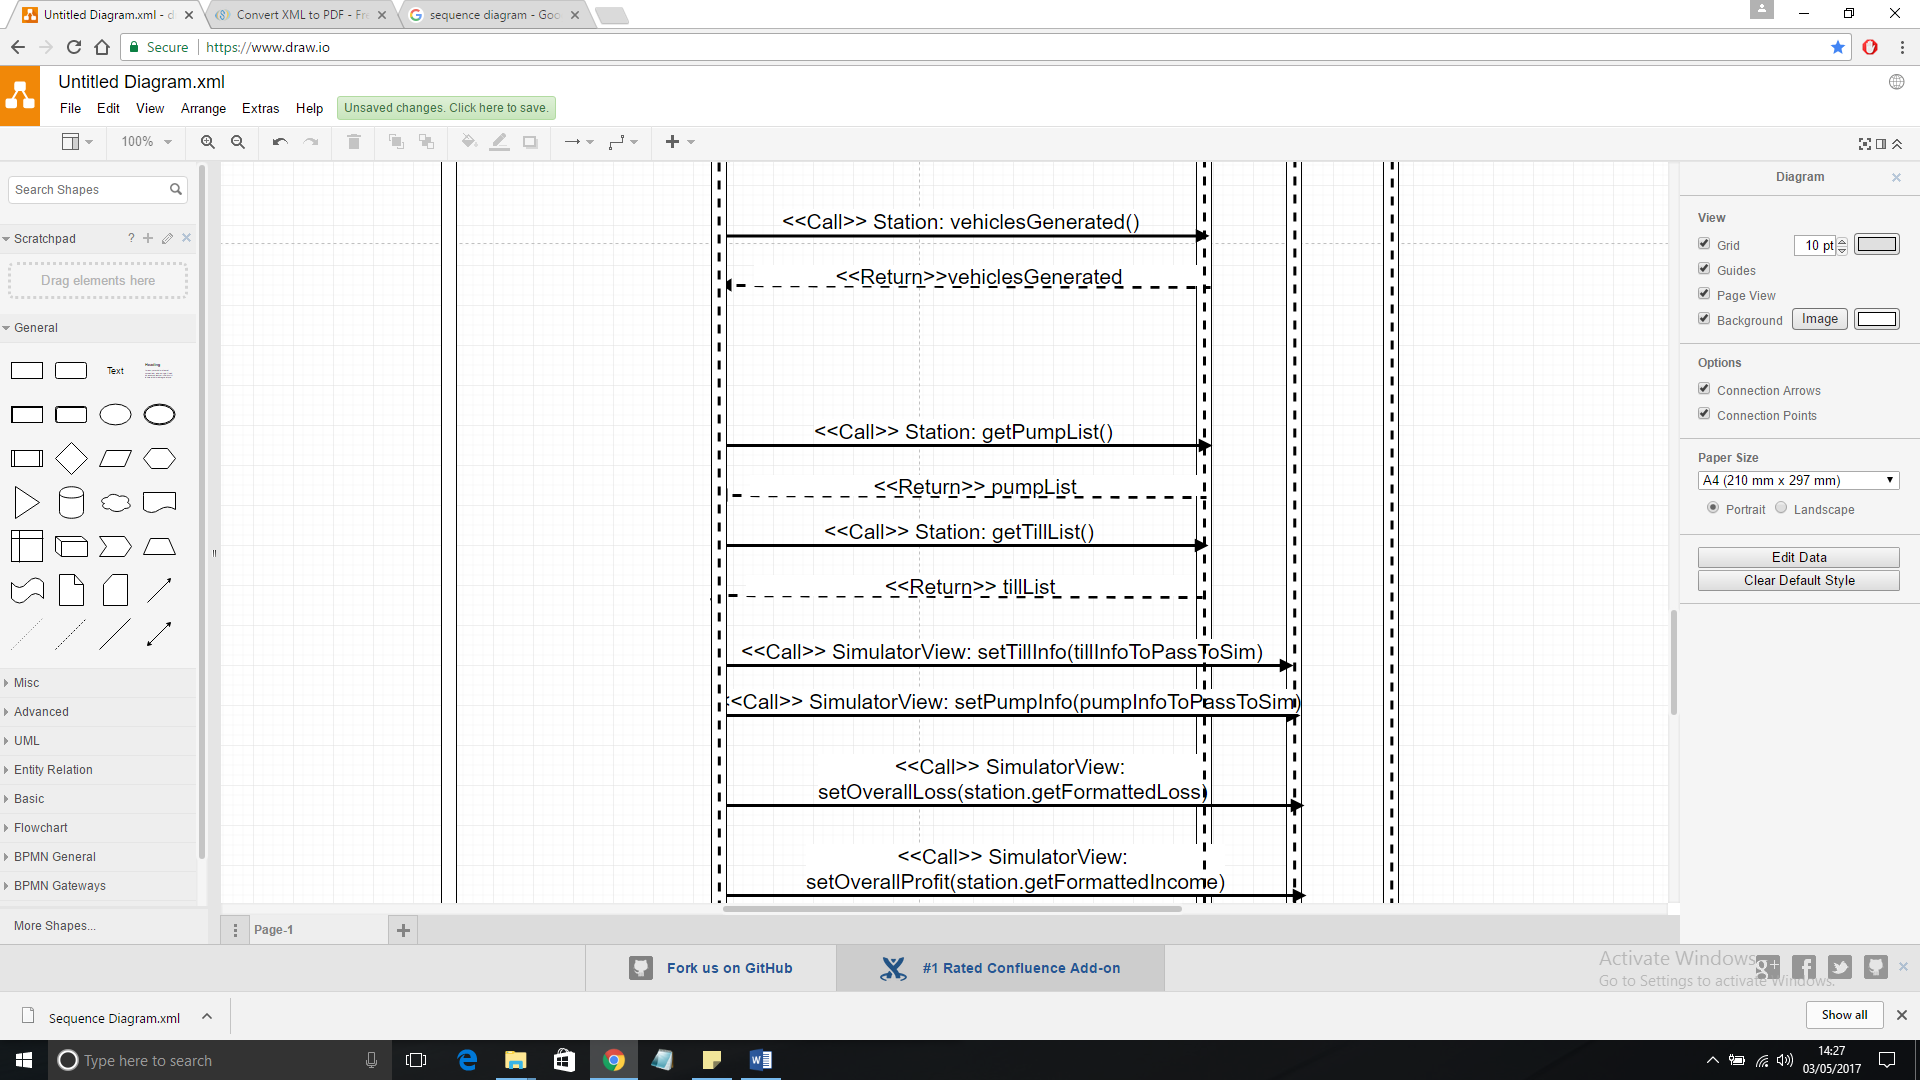 Untitled Diagram.xml - d
Convert XML to PDF - Fre
sequence diagram - Goo
Secure
https://www.draw.io
Untitled Diagram.xml
File Edit View Arrange Extras Help
Unsaved changes. Click here to save.
100%
Search Shapes
Scratchpad
?
Drag elements here
General
Text
Heading
Misc
Advanced
UML
Entity Relation
Basic
Flowchart
BPMN General
BPMN Gateways
More Shapes...
<<Call>> Station: vehiclesGenerated()
<<Return>>vehiclesGenerated
<<Call>> Station: getPumpList()
<<Return>> pumpList
<<Call>> Station: getTillList()
<<Return>> tillList
<<Call>> SimulatorView: setTillInfo(tillInfoToPassToSim)
<<Call>> SimulatorView: setPumpInfo(pumpInfoToPassToSim)
<<Call>> SimulatorView:
setOverallLoss(station.getFormattedLoss)
<<Call>> SimulatorView:
setOverallProfit(station.getFormattedIncome)
Diagram
View
Grid
10 pt
Guides
Page View
Background
Image
Options
Connection Arrows
Connection Points
Paper Size
A4 (210 mm x 297 mm)
Portrait
Landscape
Edit Data
Clear Default Style
Page-1
Fork us on GitHub
#1 Rated Confluence Add-on
Activate Windows
Go to Settings to activate Windows.
Sequence Diagram.xml
Show all
Type here to search
14:27
03/05/2017